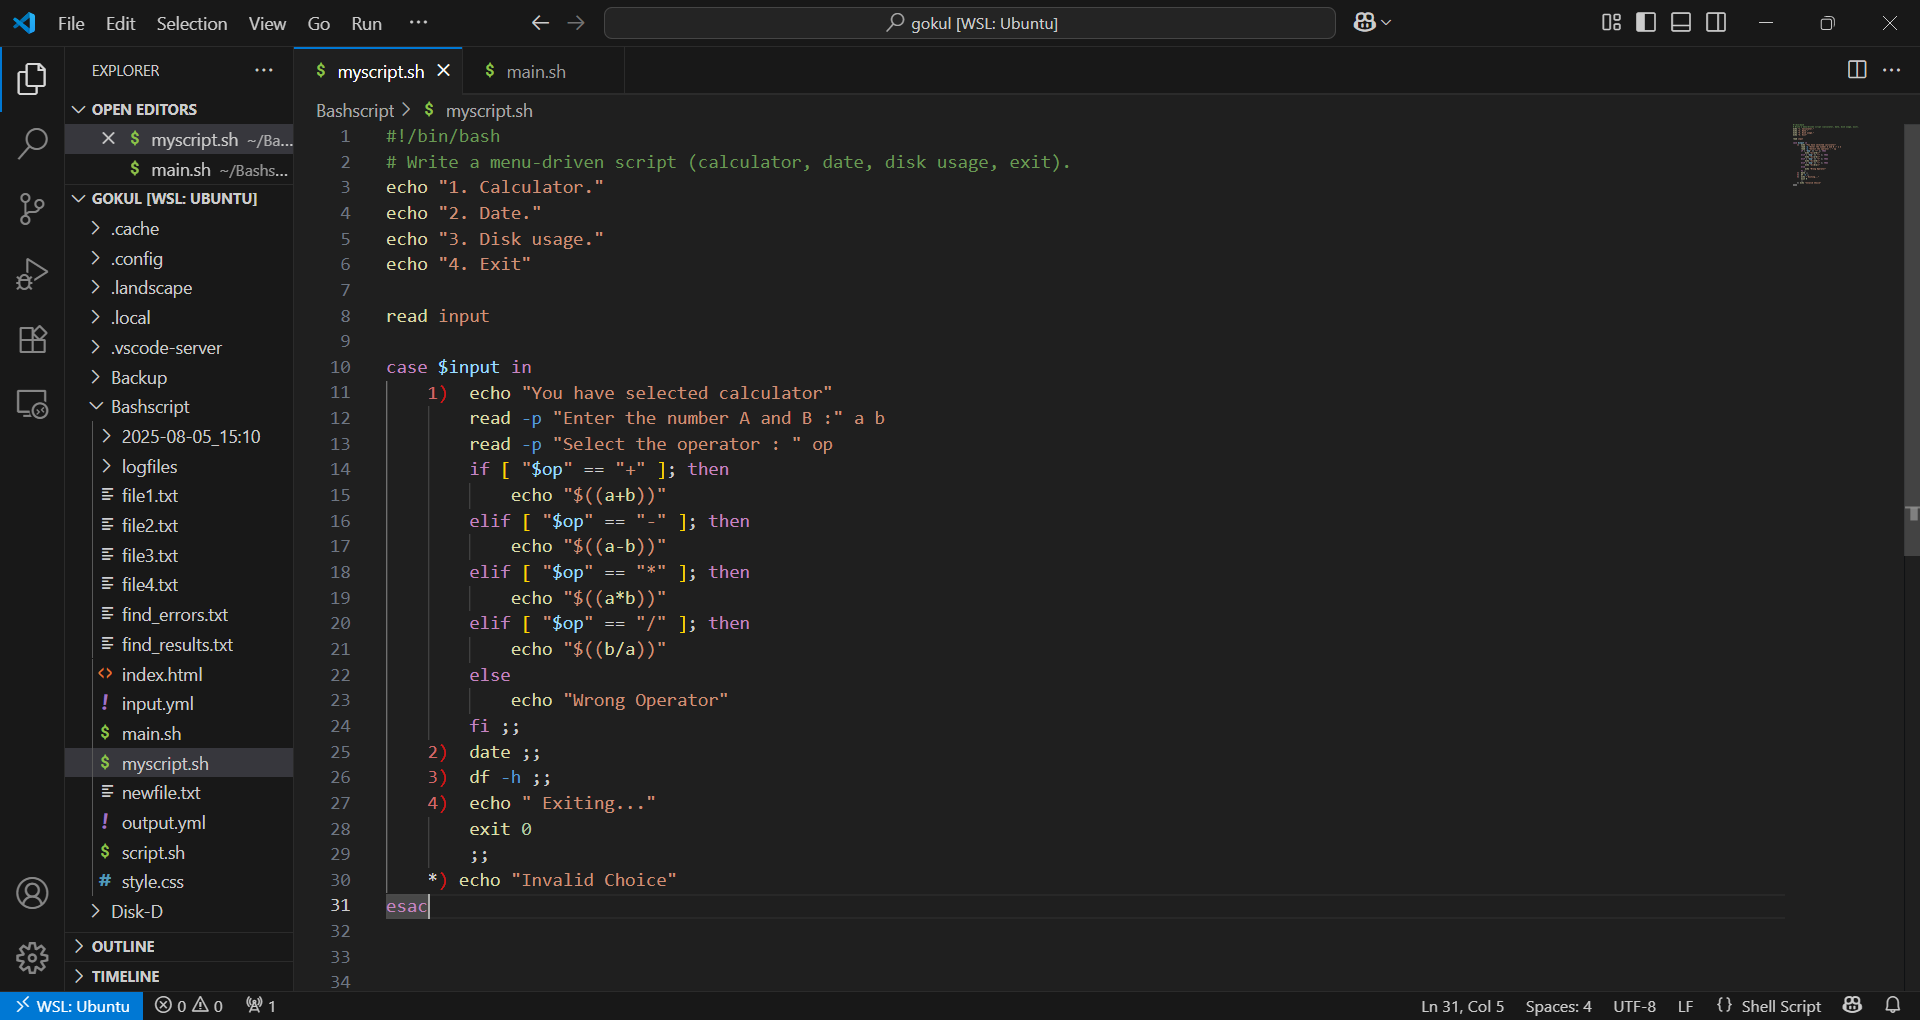 File Edit Selection View Go Run ···
gokul [WSL: Ubuntu]
EXPLORER ···
OPEN EDITORS
$ myscript.sh ~/Ba...
$ main.sh ~/Bashs...
GOKUL [WSL: UBUNTU]
.cache
.config
.landscape
.local
.vscode-server
Backup
Bashscript
2025-08-05_15:10
logfiles
file1.txt
file2.txt
file3.txt
file4.txt
find_errors.txt
find_results.txt
index.html
! input.yml
$ main.sh
$ myscript.sh
newfile.txt
! output.yml
$ script.sh
# style.css
Disk-D
OUTLINE
TIMELINE
$ myscript.sh
$ main.sh
Bashscript > $ myscript.sh
1 #!/bin/bash
2 # Write a menu-driven script (calculator, date, disk usage, exit).
3 echo "1. Calculator."
4 echo "2. Date."
5 echo "3. Disk usage."
6 echo "4. Exit"
7
8 read input
9
10 case $input in
11 1) echo "You have selected calculator"
12 read -p "Enter the number A and B :" a b
13 read -p "Select the operator : " op
14 if [ "$op" == "+" ]; then
15 echo "$((a+b))"
16 elif [ "$op" == "-" ]; then
17 echo "$((a-b))"
18 elif [ "$op" == "*" ]; then
19 echo "$((a*b))"
20 elif [ "$op" == "/" ]; then
21 echo "$((b/a))"
22 else
23 echo "Wrong Operator"
24 fi ;;
25 2) date ;;
26 3) df -h ;;
27 4) echo " Exiting..."
28 exit 0
29 ;;
30 *) echo "Invalid Choice"
31 esac
32
33
34
WSL: Ubuntu 0 0 1 Ln 31, Col 5 Spaces: 4 UTF-8 LF {} Shell Script